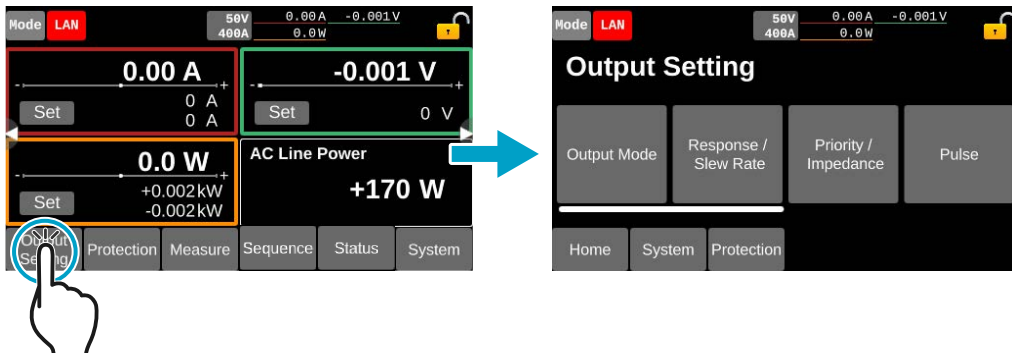 Mode LAN 50V 0.00A -0.001V
400A 0.0W
0.00 A
- +
Set 0 A
0 A
-0.001 V
- +
Set 0 V
0.0 W
- +
+0.002kW
Set -0.002kW
AC Line Power
+170 W
Output Setting Protection Measure Sequence Status System
Mode LAN 50V 0.00A -0.001V
400A 0.0W
Output Setting
Output Mode
Response /
Slew Rate
Priority /
Impedance
Pulse
Home System Protection